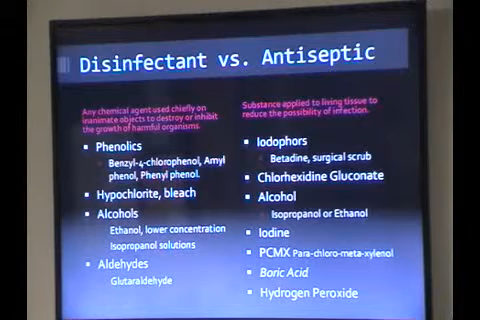 Disinfectant vs. Antiseptic
Any chemical agent used chiefly on
inanimate objects to destroy or inhibit
the growth of harmful organisms.
Phenolics
Benzyl-4-chlorophenol, Amyl
phenol, Phenyl phenol.
Hypochlorite, bleach
Alcohols
Ethanol, lower concentration
Isopropanol solutions
Aldehydes
Glutaraldehyde
Substance applied to living tissue to
reduce the possibility of infection.
Iodophors
Betadine, surgical scrub
Chlorhexidine Gluconate
Alcohol
Isopropanol or Ethanol
Iodine
PCMX Para-chloro-meta-xylenol
Boric Acid
Hydrogen Peroxide